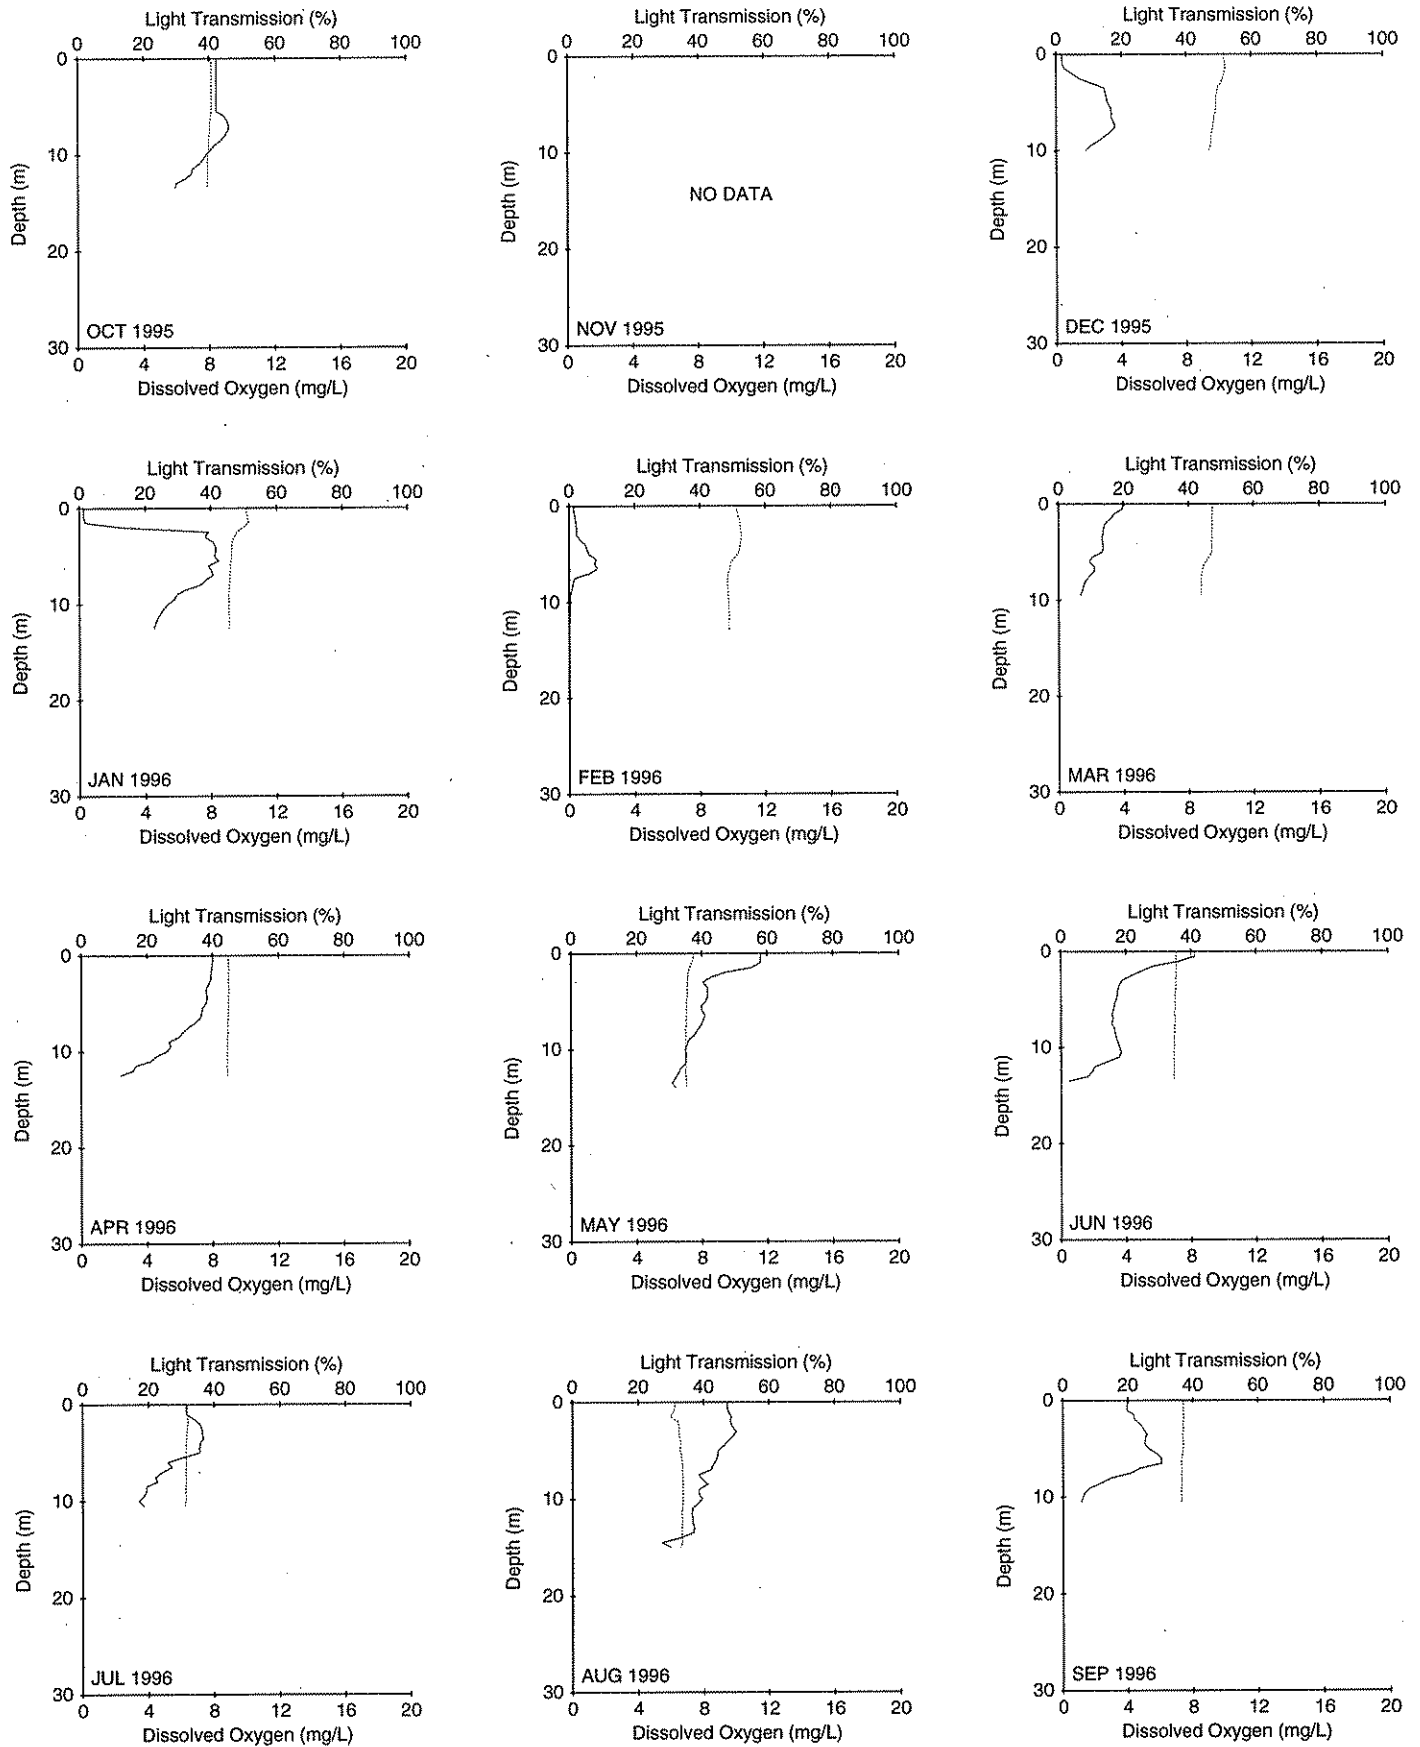 Light Transmission (%) Light Transmission (%) Light Transmission (%)
0 20 40 60 80 100 0 20 40 60 80 100 0 20 40 60 80 100
0 0 0
Depth (m) Depth (m) Depth (m)
10 10 10
NO DATA
20 20 20
OCT 1995 NOV 1995 DEC 1995
30 30 30
0 4 8 12 16 20 0 4 8 12 16 20 0 4 8 12 16 20
Dissolved Oxygen (mg/L) Dissolved Oxygen (mg/L) Dissolved Oxygen (mg/L)
Light Transmission (%) Light Transmission (%) Light Transmission (%)
0 20 40 60 80 100 0 20 40 60 80 100 0 20 40 60 80 100
0 0 0
Depth (m) Depth (m) Depth (m)
10 10 10
20 20 20
JAN 1996 FEB 1996 MAR 1996
30 30 30
0 4 8 12 16 20 0 4 8 12 16 20 0 4 8 12 16 20
Dissolved Oxygen (mg/L) Dissolved Oxygen (mg/L) Dissolved Oxygen (mg/L)
Light Transmission (%) Light Transmission (%) Light Transmission (%)
0 20 40 60 80 100 0 20 40 60 80 100 0 20 40 60 80 100
0 0 0
Depth (m) Depth (m) Depth (m)
10 10 10
20 20 20
APR 1996 MAY 1996 JUN 1996
30 30 30
0 4 8 12 16 20 0 4 8 12 16 20 0 4 8 12 16 20
Dissolved Oxygen (mg/L) Dissolved Oxygen (mg/L) Dissolved Oxygen (mg/L)
Light Transmission (%) Light Transmission (%) Light Transmission (%)
0 20 40 60 80 100 0 20 40 60 80 100 0 20 40 60 80 100
0 0 0
Depth (m) Depth (m) Depth (m)
10 10 10
20 20 20
JUL 1996 AUG 1996 SEP 1996
30 30 30
0 4 8 12 16 20 0 4 8 12 16 20 0 4 8 12 16 20
Dissolved Oxygen (mg/L) Dissolved Oxygen (mg/L) Dissolved Oxygen (mg/L)